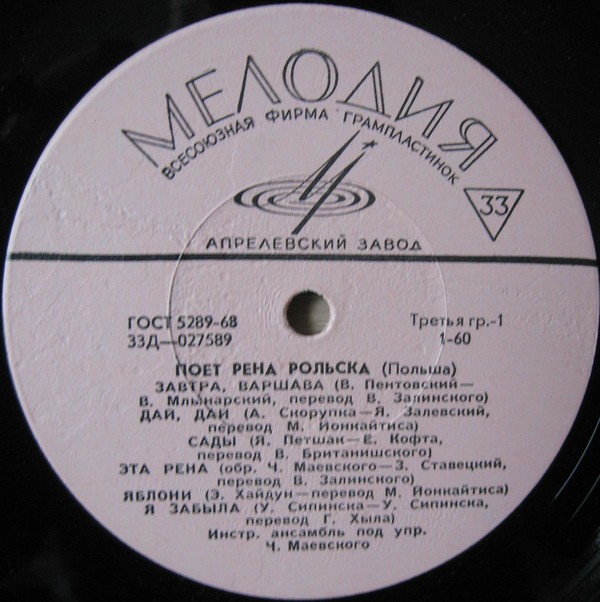 МЕЛОДИЯ
ВСЕСОЮЗНАЯ ФИРМА ГРАМПЛАСТИНОК
33
АПРЕЛЕВСКИЙ ЗАВОД
ГОСТ 5289-68
Третья гр.-1
33Д—027589
1-60
ПОЕТ РЕНА РОЛЬСКА (Польша)
ЗАВТРА, ВАРШАВА (В. Пентовский—
В. Млынарский, перевод В. Залинского)
ДАЙ, ДАЙ (А. Скорупка—Я. Залевский,
перевод М. Йонкайтиса)
САДЫ (Я. Петшак—Е. Кофта,
перевод В. Британишского)
ЭТА РЕНА (обр. Ч. Маевского—З. Ставецкий,
перевод В. Залинского)
ЯБЛОНИ (Э. Хайдун—перевод М. Йонкайтиса)
Я ЗАБЫЛА (У. Сипинска—У. Сипинска,
перевод Г. Хыла)
Инстр. ансамбль под упр.
Ч. Маевского